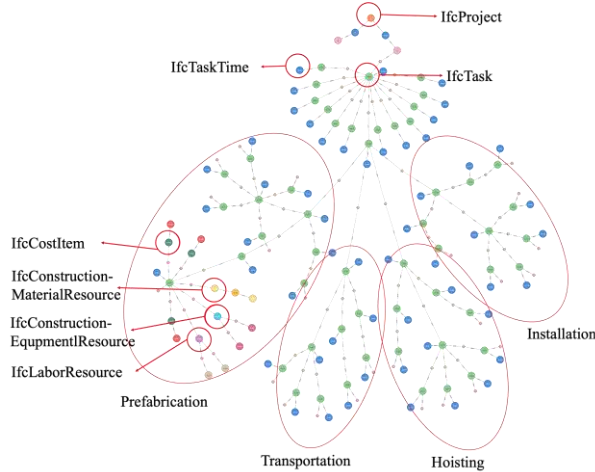 IfcProject
IfcTaskTime
IfcTask
IfcCostItem
IfcConstruction-
MaterialResource
IfcConstruction-
EqupmentlResource
IfcLaborResource
Prefabrication
Installation
Transportation
Hoisting